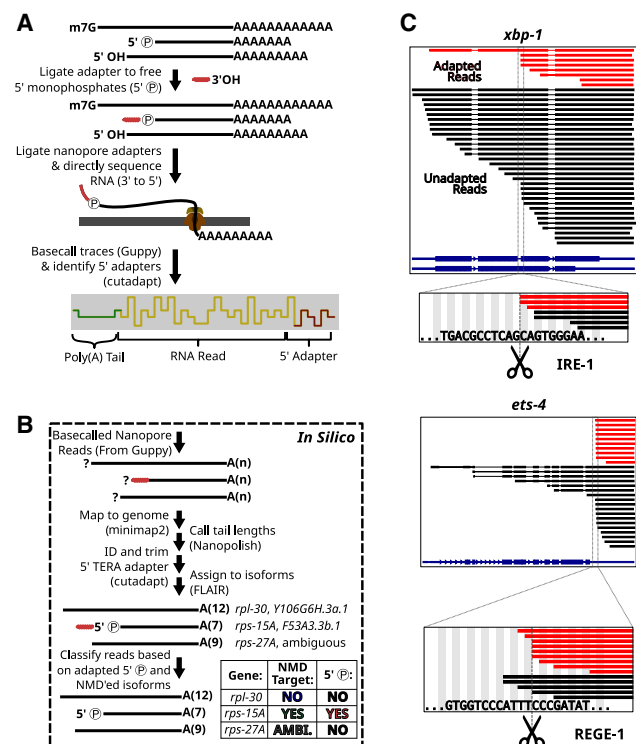 A
m7G AAAAAAAAAAAA
5' Ⓟ AAAAAAA
5' OH AAAAAAAAA
Ligate adapter to free
5' monophosphates (5' Ⓟ)
3'OH
m7G AAAAAAAAAAAA
Ⓟ AAAAAAA
5' OH AAAAAAAAA
Ligate nanopore adapters
& directly sequence
RNA (3' to 5')
Ⓟ
AAAAAAAAA
Basecall traces (Guppy)
& identify 5' adapters
(cutadapt)
Poly(A) Tail RNA Read 5' Adapter
B
In Silico
Basecalled Nanopore
Reads (From Guppy)
? A(n)
? A(n)
? A(n)
Map to genome
(minimap2)
Call tail lengths
(Nanopolish)
ID and trim
5' TERA adapter
(cutadapt)
Assign to isoforms
(FLAIR)
A(12) rpl-30, Y106G6H.3a.1
5' Ⓟ A(7) rps-15A, F53A3.3b.1
A(9) rps-27A, ambiguous
Classify reads based
on adapted 5' Ⓟ and
NMD'ed isoforms
A(12)
5' Ⓟ A(7)
A(9)
Gene: NMD Target: 5' Ⓟ:
rpl-30 NO NO
rps-15A YES YES
rps-27A AMBI. NO
C
xbp-1
Adapted
Reads
Unadapted
Reads
...TGACGCCTCAGCAGTGGGAA...
IRE-1
ets-4
...GTGGTCCCATTTCCCGATAT...
REGE-1